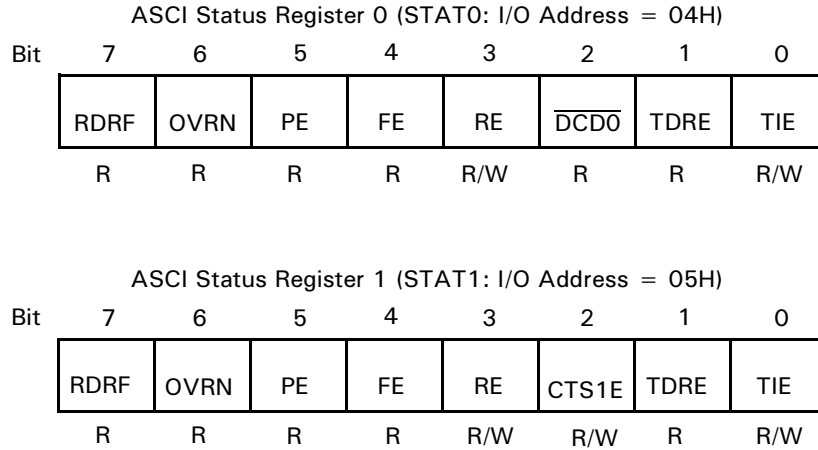 ASCI Status Register 0 (STAT0: I/O Address = 04H)
Bit 7 6 5 4 3 2 1 0
RDRF OVRN PE FE RE D̅C̅D̅0̅ TDRE TIE
R R R R R/W R R R/W
ASCI Status Register 1 (STAT1: I/O Address = 05H)
Bit 7 6 5 4 3 2 1 0
RDRF OVRN PE FE RE CTS1E TDRE TIE
R R R R R/W R/W R R/W